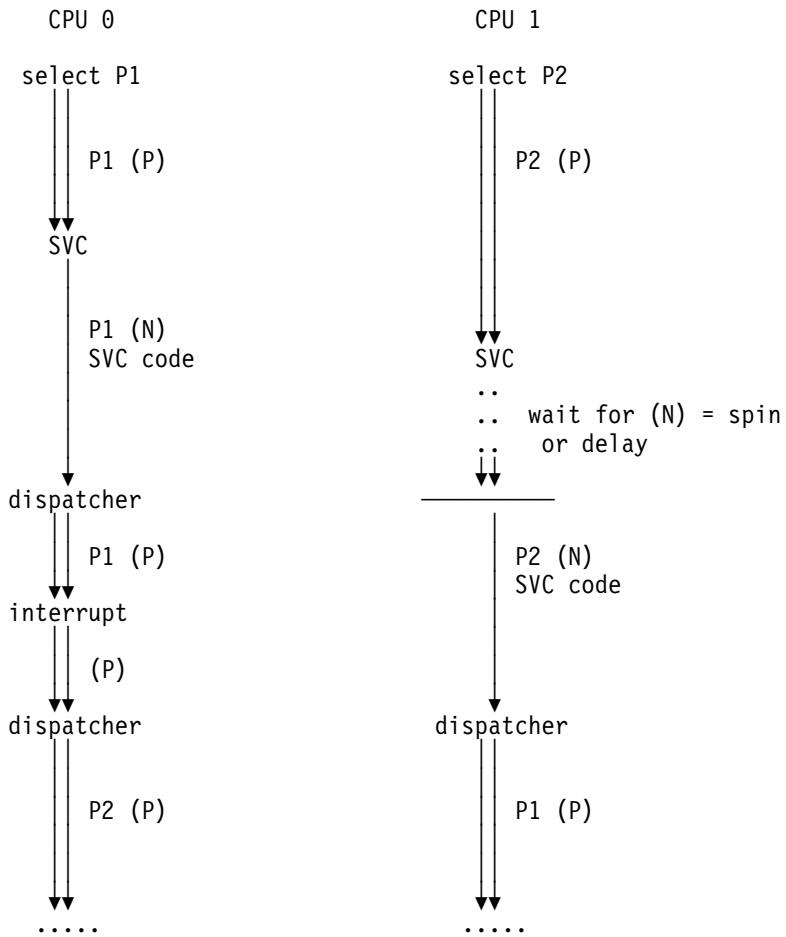 CPU 0
CPU 1
select P1
select P2
P1 (P)
P2 (P)
SVC
P1 (N)
SVC code
SVC
..
.. wait for (N) = spin
.. or delay
dispatcher
P1 (P)
P2 (N)
SVC code
interrupt
(P)
dispatcher
dispatcher
P2 (P)
P1 (P)
.....
.....